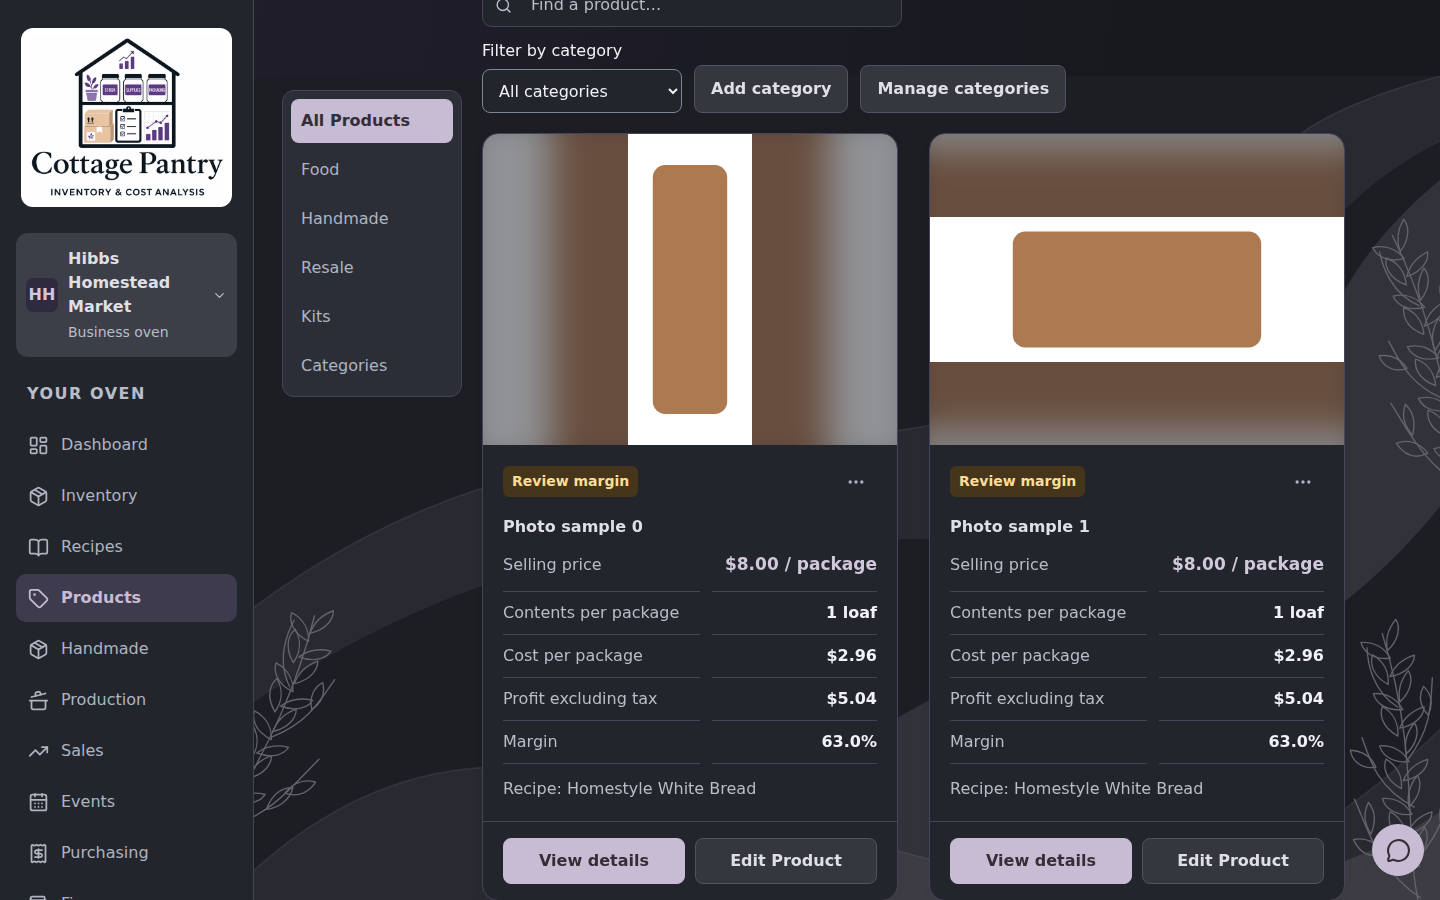 Cottage Pantry
INVENTORY & COST ANALYSIS
HH
Hibbs
Homestead
Market
Business oven
YOUR OVEN
Dashboard
Inventory
Recipes
Products
Handmade
Production
Sales
Events
Purchasing
Find a product...
Filter by category
All categories
Add category
Manage categories
All Products
Food
Handmade
Resale
Kits
Categories
Review margin
Photo sample 0
Selling price $8.00 / package
Contents per package 1 loaf
Cost per package $2.96
Profit excluding tax $5.04
Margin 63.0%
Recipe: Homestyle White Bread
View details
Edit Product
Review margin
Photo sample 1
Selling price $8.00 / package
Contents per package 1 loaf
Cost per package $2.96
Profit excluding tax $5.04
Margin 63.0%
Recipe: Homestyle White Bread
View details
Edit Product